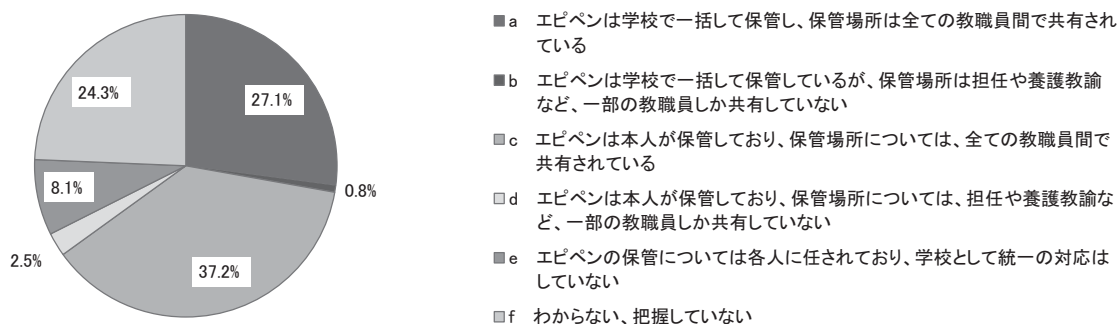 24.3%
27.1%
0.8%
8.1%
2.5%
37.2%
a エピペンは学校で一括して保管し、保管場所は全ての教職員間で共有され
ている
b エピペンは学校で一括して保管しているが、保管場所は担任や養護教諭
など、一部の教職員しか共有していない
c エピペンは本人が保管しており、保管場所については、全ての教職員間で
共有されている
d エピペンは本人が保管しており、保管場所については、担任や養護教諭な
ど、一部の教職員しか共有していない
e エピペンの保管については各人に任されており、学校として統一の対応は
していない
f わからない、把握していない